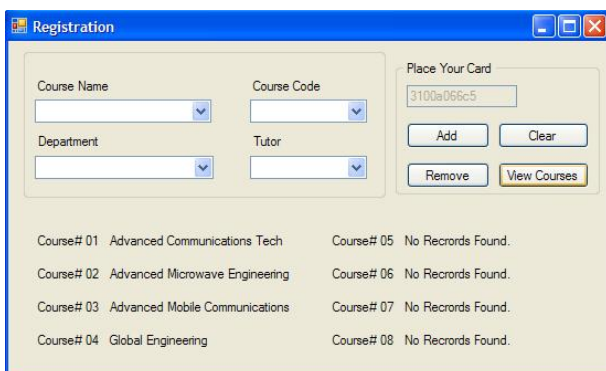 Registration
Course Name
Course Code
Department
Tutor
Place Your Card
3100a066c5
Add
Clear
Remove
View Courses
Course# 01 Advanced Communications Tech
Course# 02 Advanced Microwave Engineering
Course# 03 Advanced Mobile Communications
Course# 04 Global Engineering
Course# 05 No Recrords Found.
Course# 06 No Recrords Found.
Course# 07 No Recrords Found.
Course# 08 No Recrords Found.